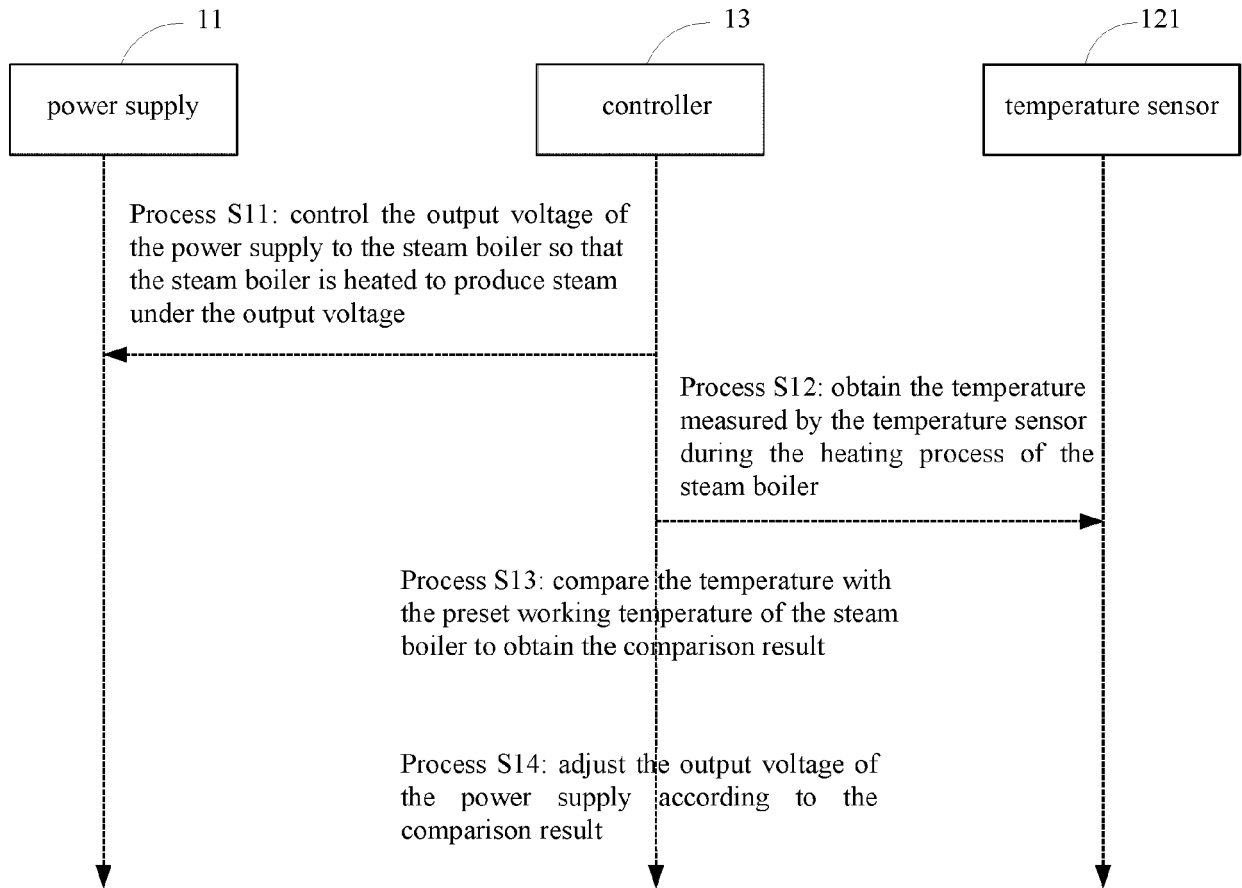 11
13
121
power supply
controller
temperature sensor
Process S11: control the output voltage of
the power supply to the steam boiler so that
the steam boiler is heated to produce steam
under the output voltage
Process S12: obtain the temperature
measured by the temperature sensor
during the heating process of the
steam boiler
Process S13: compare the temperature with
the preset working temperature of the steam
boiler to obtain the comparison result
Process S14: adjust the output voltage of
the power supply according to the
comparison result